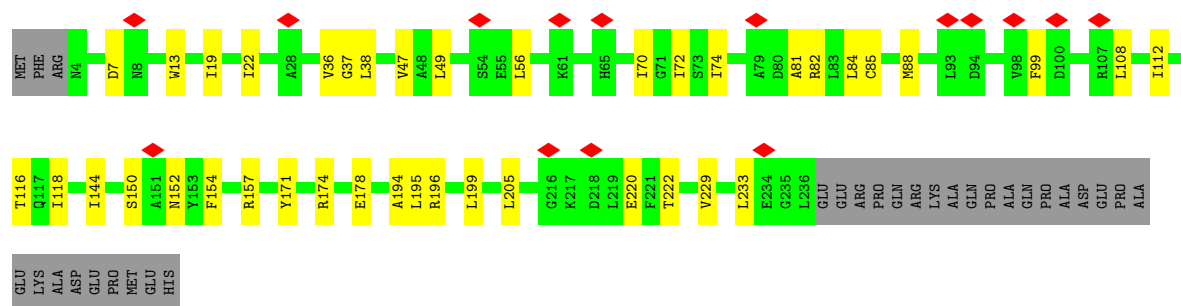 MET PHE ARG N4 D7 N8 W13 I19 I22 A28 V36 G37 L38 V47 A48 L49 S54 E55 L56 K61 H65 I70 G71 I72 S73 I74 A79 D80 A81 R82 L83 L84 C85 M88 L93 D94 V98 F99 D100 R107 L108 I112
T116 Q117 I118 I144 S150 A151 N152 Y153 F154 R157 Y171 R174 E178 A194 L195 R196 L199 L205 G216 K217 D218 L219 E220 F221 T222 V229 L233 E234 G235 L236 GLU GLU ARG PRO GLN ARG LYS ALA GLN PRO ALA GLN PRO ALA ASP GLU PRO ALA
GLU LYS ALA ASP GLU PRO MET GLU HIS